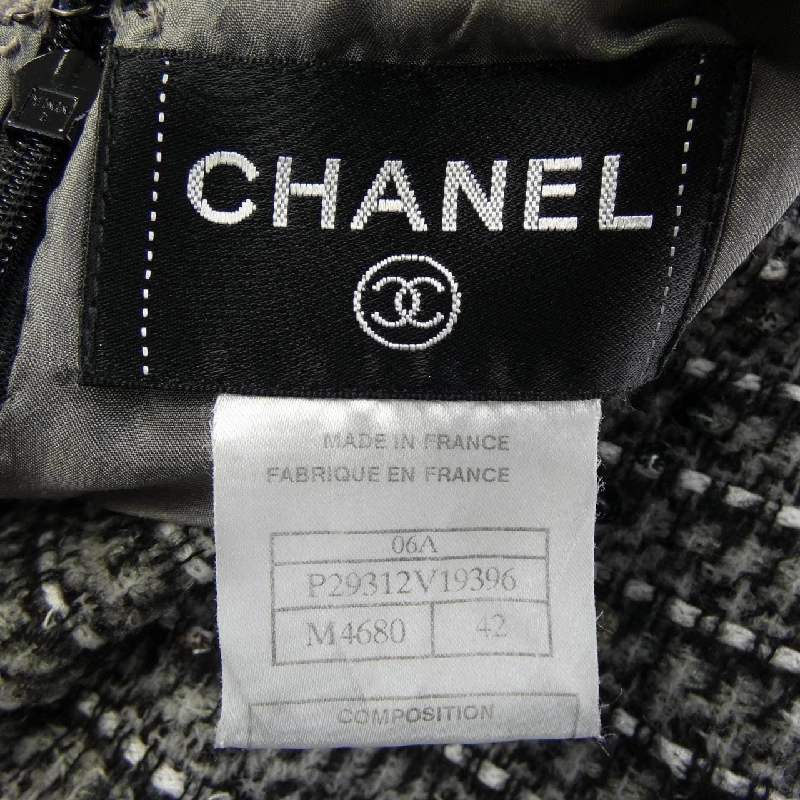 CHANEL
MADE IN FRANCE
FABRIQUE EN FRANCE
06A
P29312V19396
M4680 42
COMPOSITION